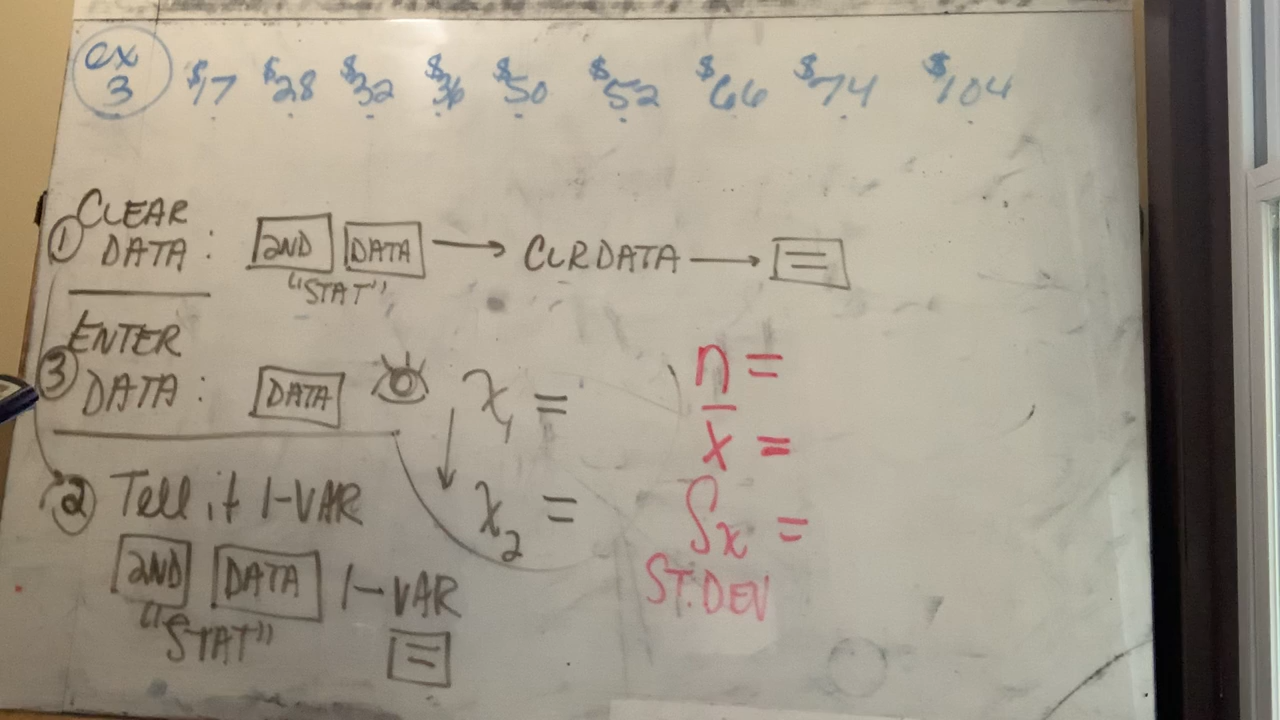 ex 3 $17 $28 $32 $36 $50 $52 $66 $74 $104
CLEAR
① DATA: 2ND DATA → CLRDATA → =
"STAT"
ENTER
③ DATA: DATA x₁ =
x₂ =
n =
x̄ =
Sx =
ST.DEV
② Tell it 1-VAR
2ND DATA 1-VAR
"STAT" =